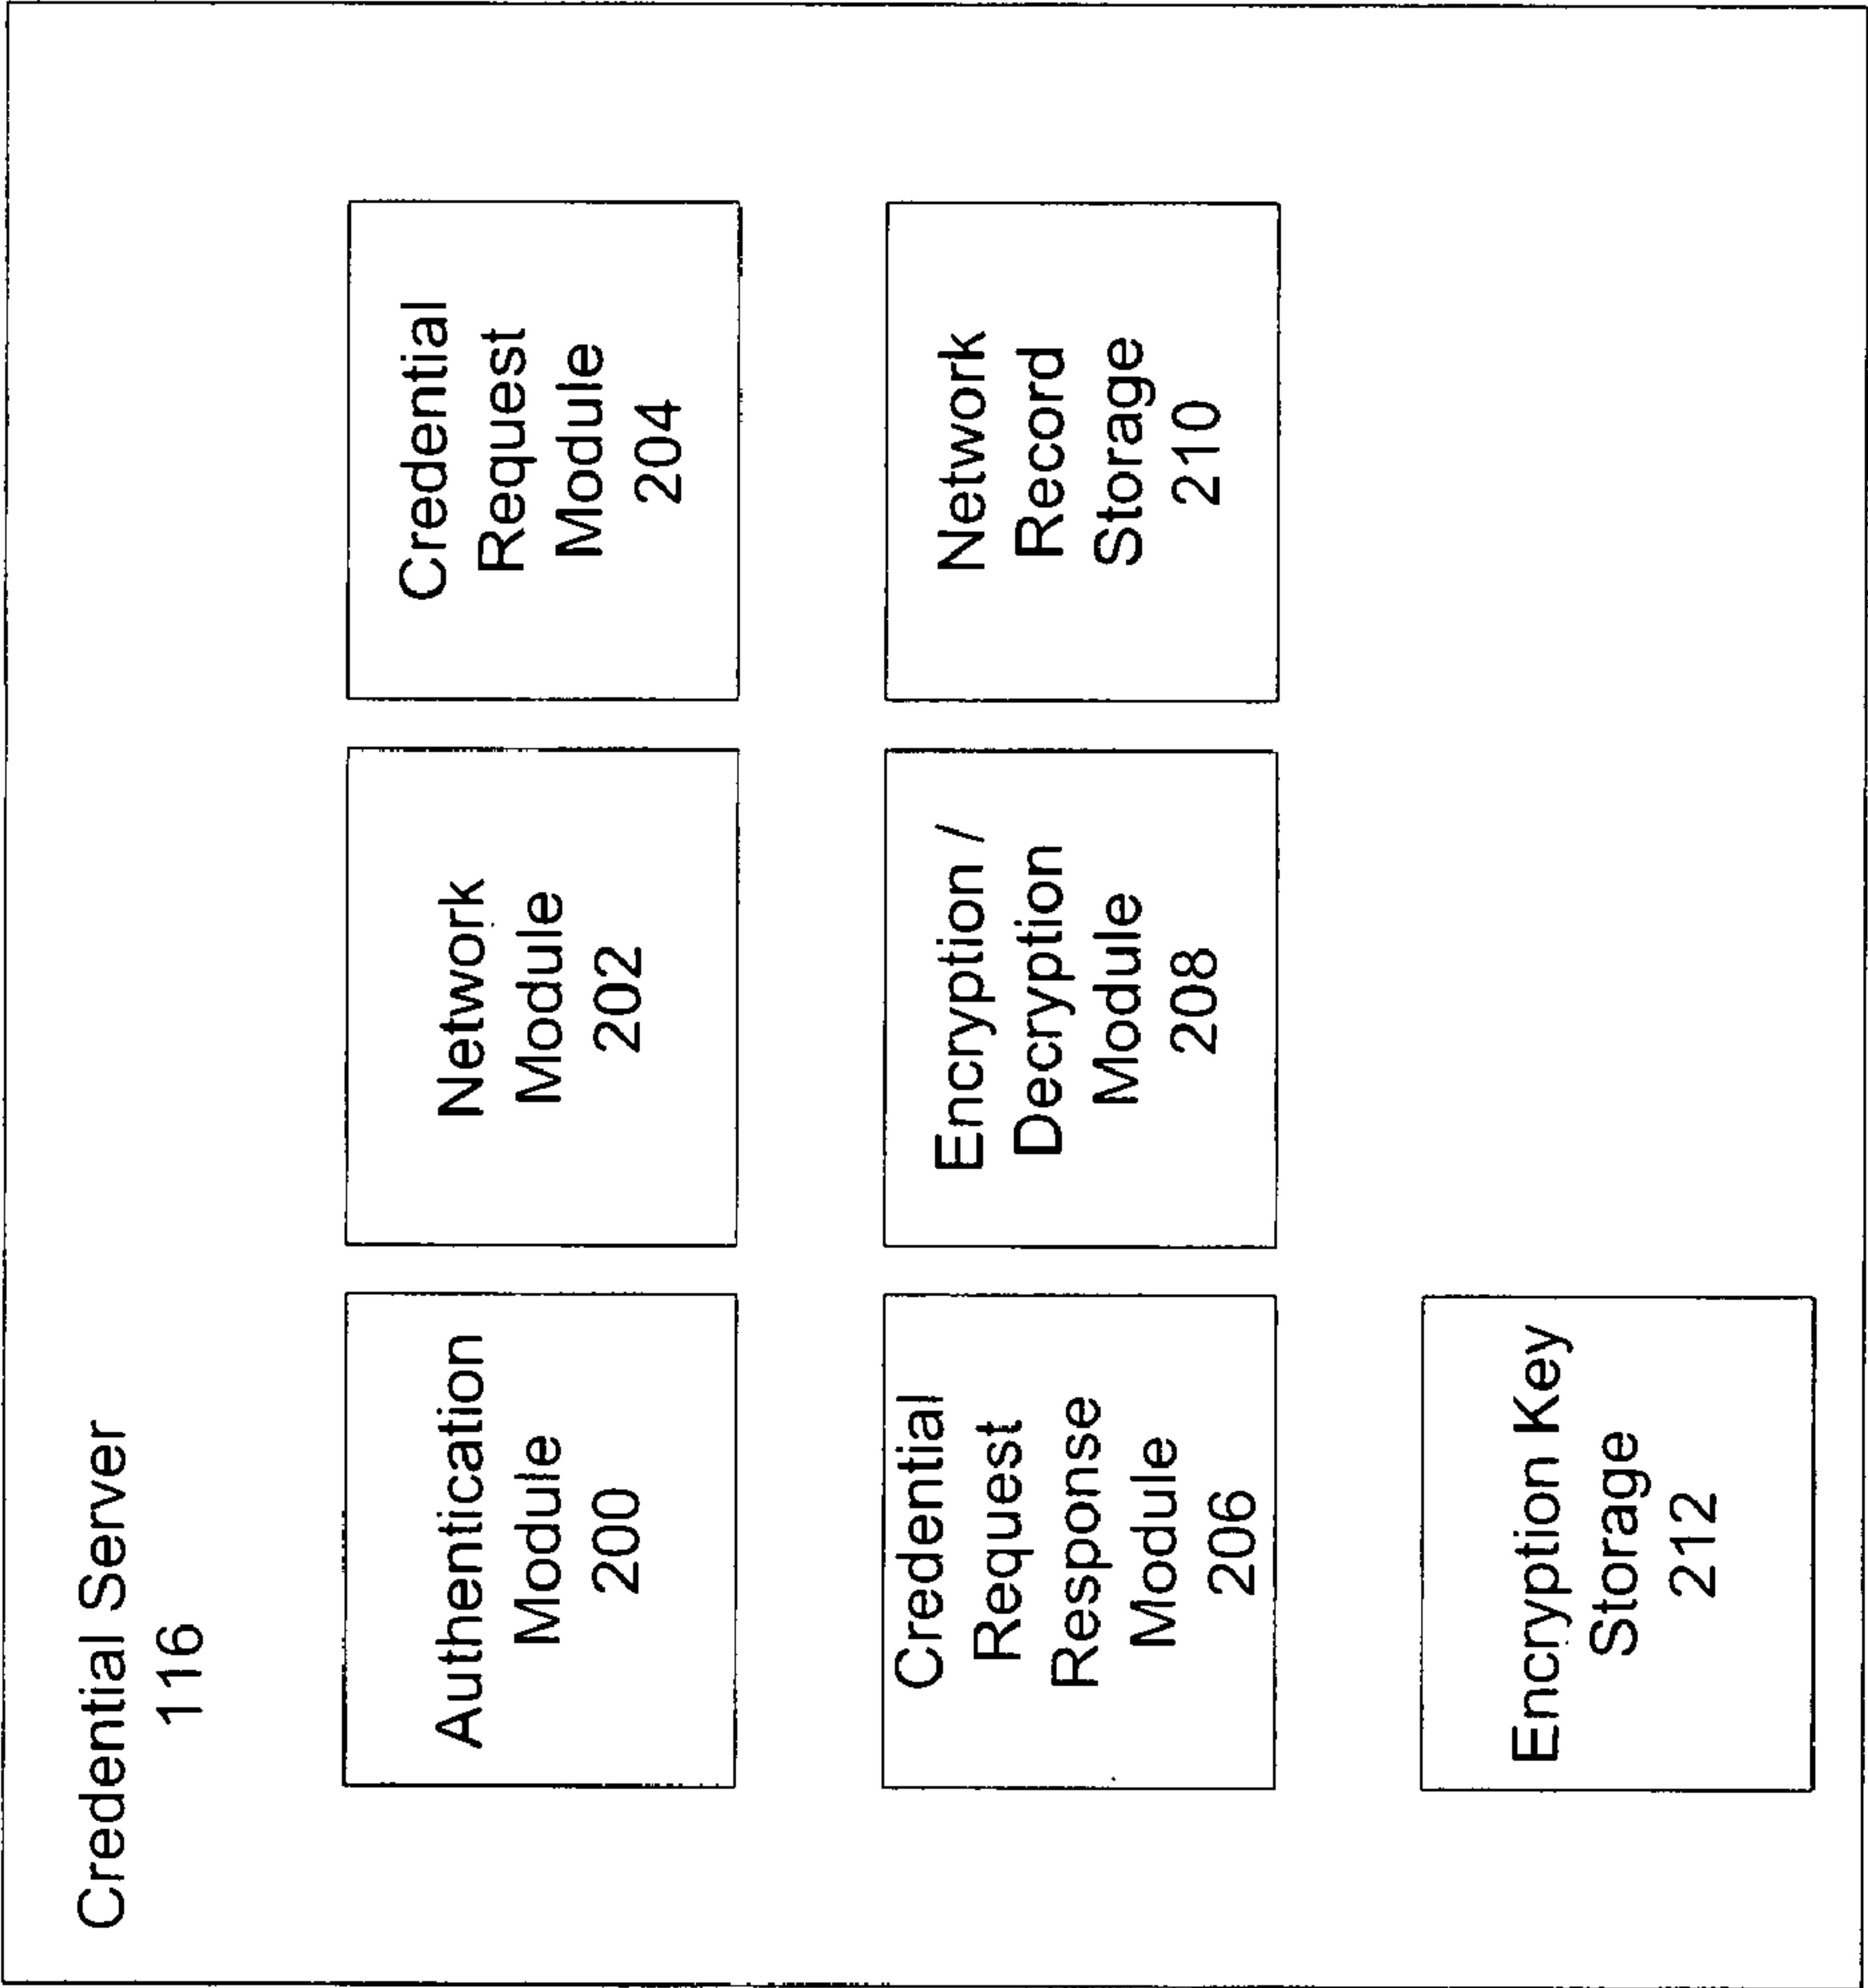 Credential Server
116
Authentication
Module
200
Network
Module
202
Credential
Request
Module
204
Credential
Request
Response
Module
206
Encryption /
Decryption
Module
208
Network
Record
Storage
210
Encryption Key
Storage
212